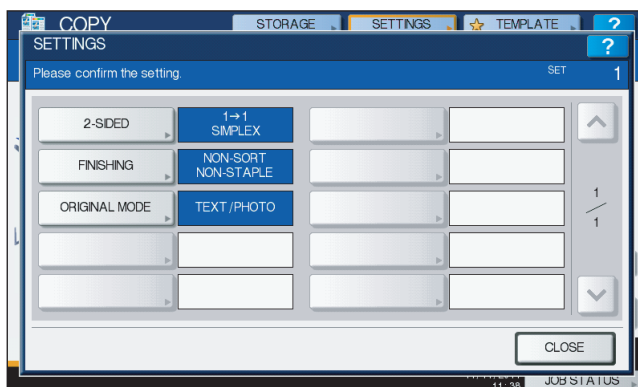 COPY
STORAGE
SETTINGS
TEMPLATE
?
SETTINGS
?
Please confirm the setting.
SET
1
2-SIDED
1→1
SIMPLEX
FINISHING
NON-SORT
NON-STAPLE
ORIGINAL MODE
TEXT/PHOTO
1
/
1
CLOSE
11:38
JOB STATUS